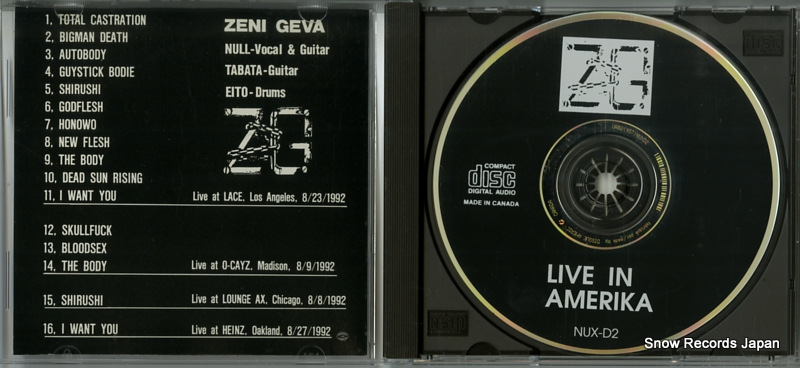 1. TOTAL CASTRATION
2. BIGMAN DEATH
3. AUTOBODY
4. GUYSTICK BODIE
5. SHIRUSHI
6. GODFLESH
7. HONOWO
8. NEW FLESH
9. THE BODY
10. DEAD SUN RISING
11. I WANT YOU Live at LACE, Los Angeles, 8/23/1992
12. SKULLFUCK
13. BLOODSEX
14. THE BODY Live at O-CAYZ, Madison, 8/9/1992
15. SHIRUSHI Live at LOUNGE AX, Chicago, 8/8/1992
16. I WANT YOU Live at HEINZ, Oakland, 8/27/1992
ZENI GEVA
NULL-Vocal & Guitar
TABATA-Guitar
EITO-Drums
ZG
ZG
COMPACT
disc
DIGITAL AUDIO
MADE IN CANADA
LIVE IN
AMERIKA
NUX-D2
Snow Records Japan